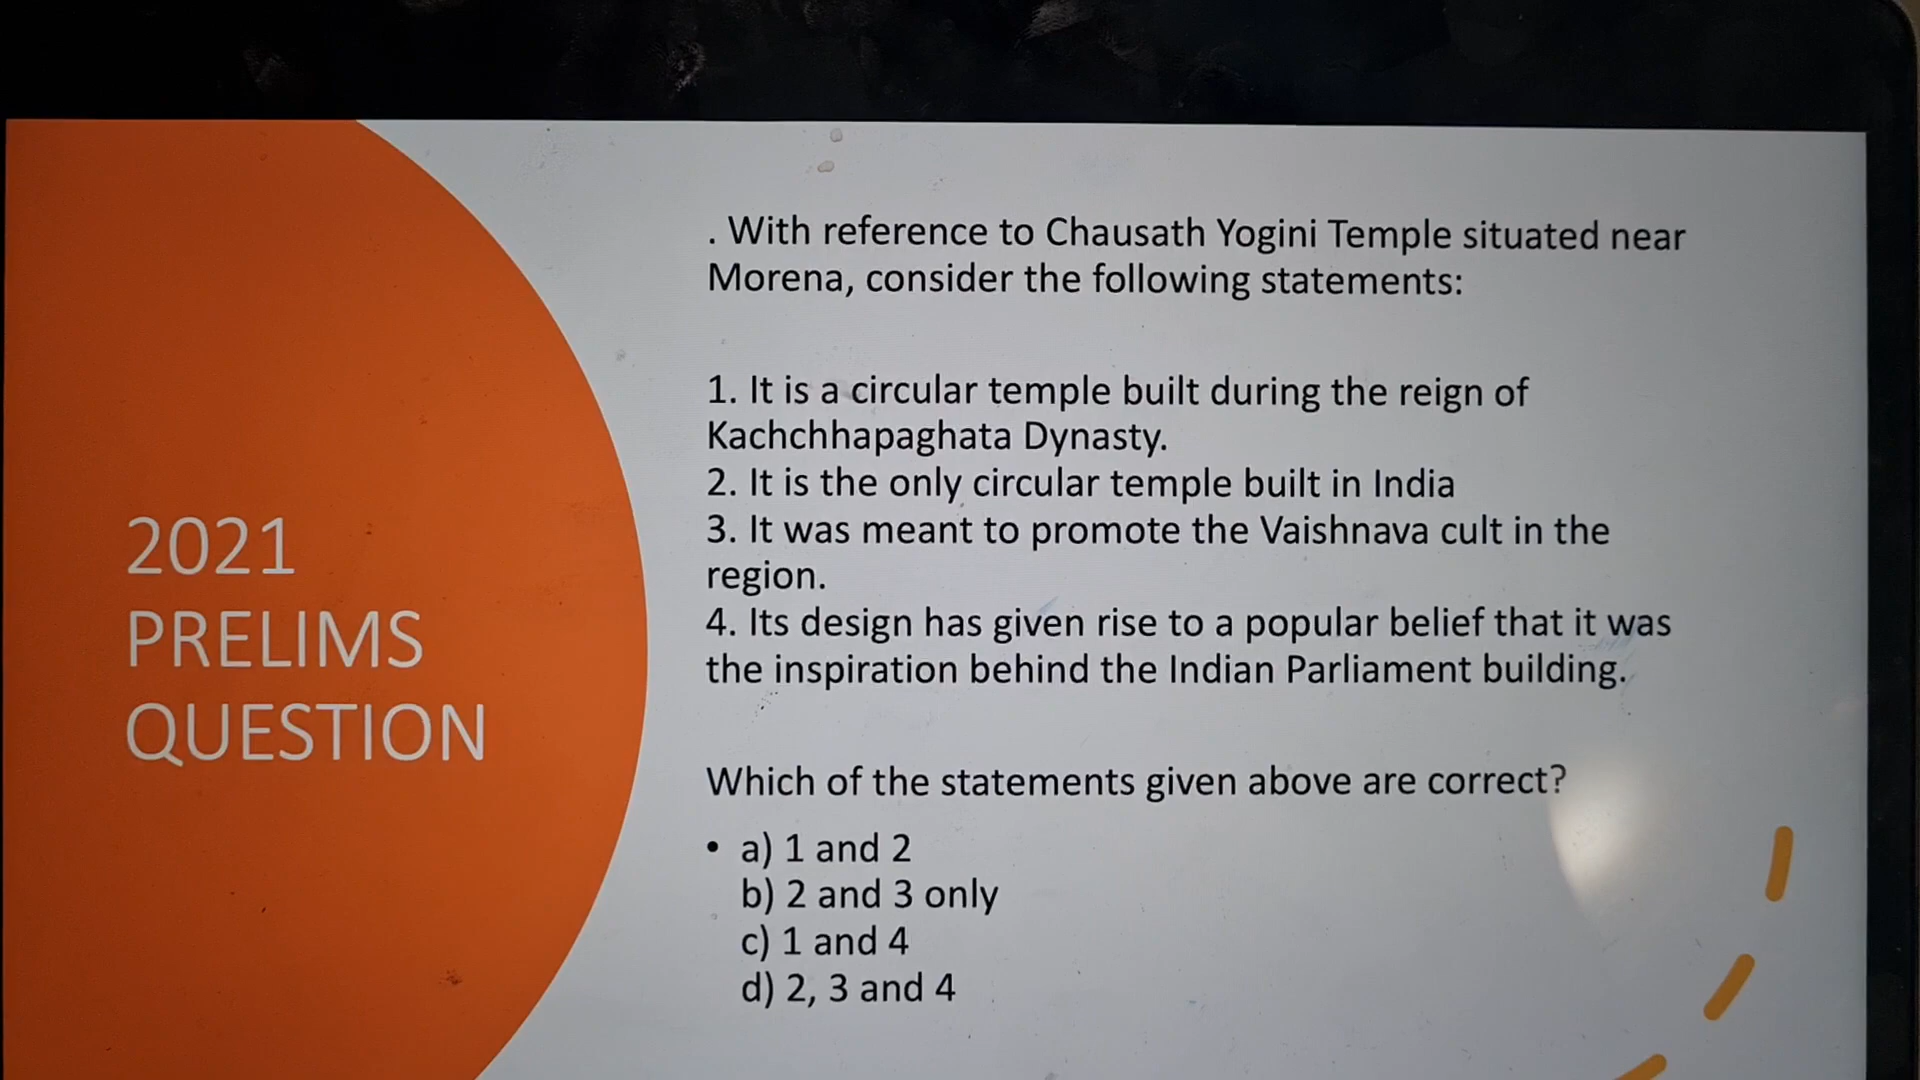 2021
PRELIMS
QUESTION
. With reference to Chausath Yogini Temple situated near
Morena, consider the following statements:
1. It is a circular temple built during the reign of
Kachchhapaghata Dynasty.
2. It is the only circular temple built in India
3. It was meant to promote the Vaishnava cult in the
region.
4. Its design has given rise to a popular belief that it was
the inspiration behind the Indian Parliament building.
Which of the statements given above are correct?
• a) 1 and 2
b) 2 and 3 only
c) 1 and 4
d) 2, 3 and 4